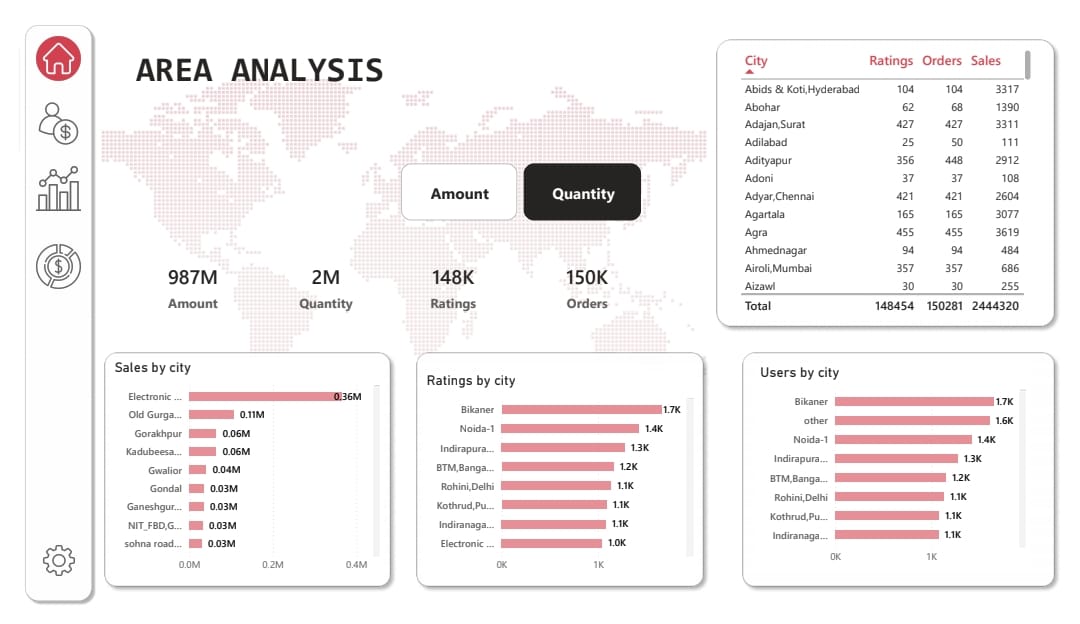 AREA ANALYSIS
Amount Quantity
987M 2M 148K 150K
Amount Quantity Ratings Orders
City Ratings Orders Sales
Abids & Koti,Hyderabad 104 104 3317
Abohar 62 68 1390
Adajan,Surat 427 427 3311
Adilabad 25 50 111
Adityapur 356 448 2912
Adoni 37 37 108
Adyar,Chennai 421 421 2604
Agartala 165 165 3077
Agra 455 455 3619
Ahmednagar 94 94 484
Airoli,Mumbai 357 357 686
Aizawl 30 30 255
Total 148454 150281 2444320
Sales by city
Electronic ... 0.36M
Old Gurga... 0.11M
Gorakhpur 0.06M
Kadubeesa... 0.06M
Gwalior 0.04M
Gondal 0.03M
Ganeshgur... 0.03M
NIT_FBD,G... 0.03M
sohna road... 0.03M
0.0M 0.2M 0.4M
Ratings by city
Bikaner 1.7K
Noida-1 1.4K
Indirapura... 1.3K
BTM,Banga... 1.2K
Rohini,Delhi 1.1K
Kothrud,Pu... 1.1K
Indiranaga... 1.1K
Electronic ... 1.0K
0K 1K
Users by city
Bikaner 1.7K
other 1.6K
Noida-1 1.4K
Indirapura... 1.3K
BTM,Banga... 1.2K
Rohini,Delhi 1.1K
Kothrud,Pu... 1.1K
Indiranaga... 1.1K
0K 1K